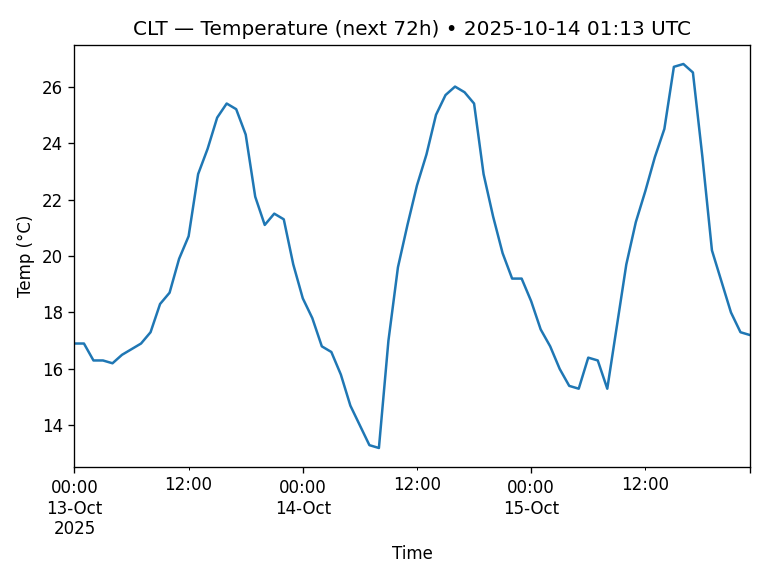 CLT — Temperature (next 72h) • 2025-10-14 01:13 UTC
26
24
22
20
18
16
14
Temp (°C)
00:00 12:00 00:00 12:00 00:00 12:00
13-Oct 14-Oct 15-Oct
2025
Time